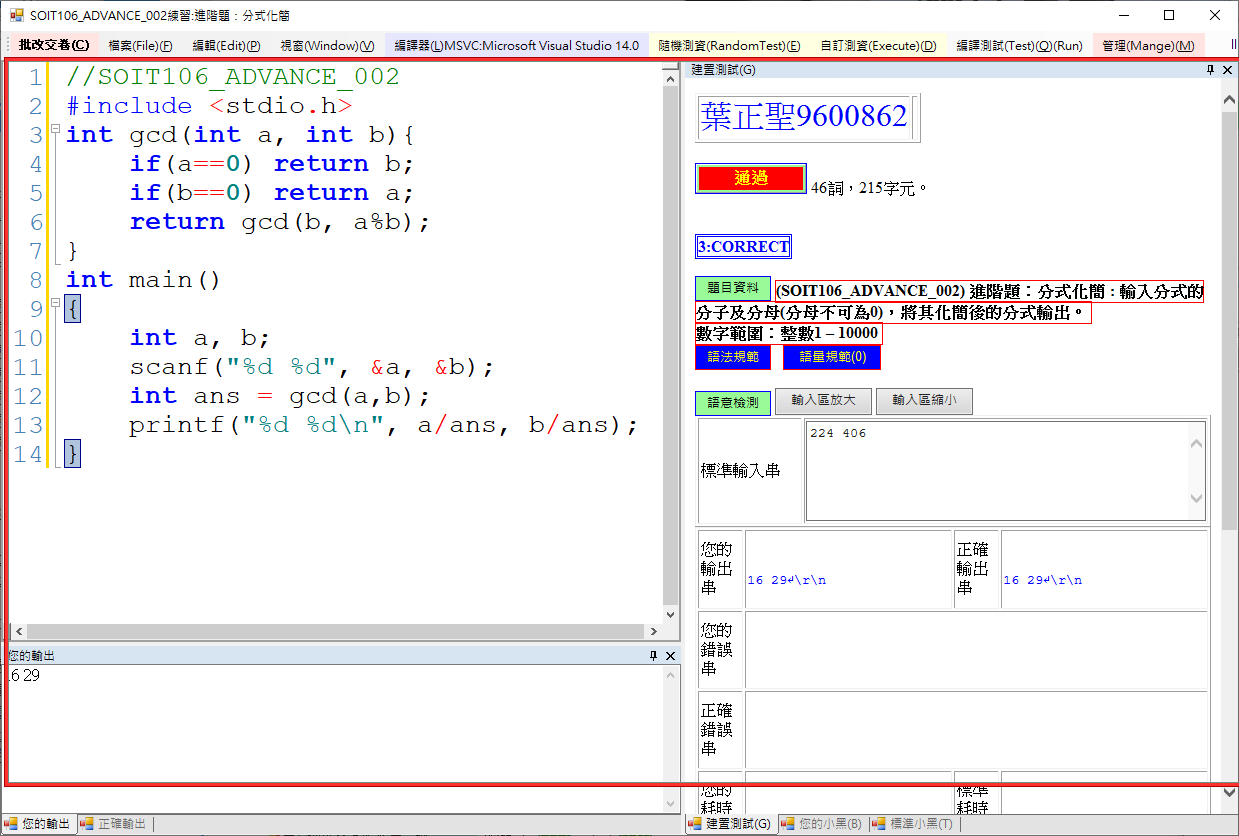 SOIT106_ADVANCE_002練習:進階題：分式化簡
批改交卷(C) 檔案(File)(F) 編輯(Edit)(P) 視窗(Window)(V) 編譯器(L)MSVC:Microsoft Visual Studio 14.0 隨機測資(RandomTest)(E) 自訂測資(Execute)(D) 編譯測試(Test)(Q)(Run) 管理(Mange)(M)
1 //SOIT106_ADVANCE_002
2 #include <stdio.h>
3 int gcd(int a, int b){
4 if(a==0) return b;
5 if(b==0) return a;
6 return gcd(b, a%b);
7 }
8 int main()
9 {
10 int a, b;
11 scanf("%d %d", &a, &b);
12 int ans = gcd(a,b);
13 printf("%d %d\n", a/ans, b/ans);
14 }
您的輸出
16 29
您的輸出 正確輸出
建置測試(G)
葉正聖9600862
通過 46詞，215字元。
3:CORRECT
題目資料 (SOIT106_ADVANCE_002) 進階題：分式化簡：輸入分式的
分子及分母(分母不可為0)，將其化簡後的分式輸出。
數字範圍：整數1 – 10000
語法規範 語量規範(0)
語意檢測 輸入區放大 輸入區縮小
標準輸入串 224 406
您的
輸出
串
16 29↵\r\n
正確
輸出
串
16 29↵\r\n
您的
錯誤
串
正確
錯誤
串
您的
耗時
標準
耗時
建置測試(G) 您的小黑(B) 標準小黑(T)